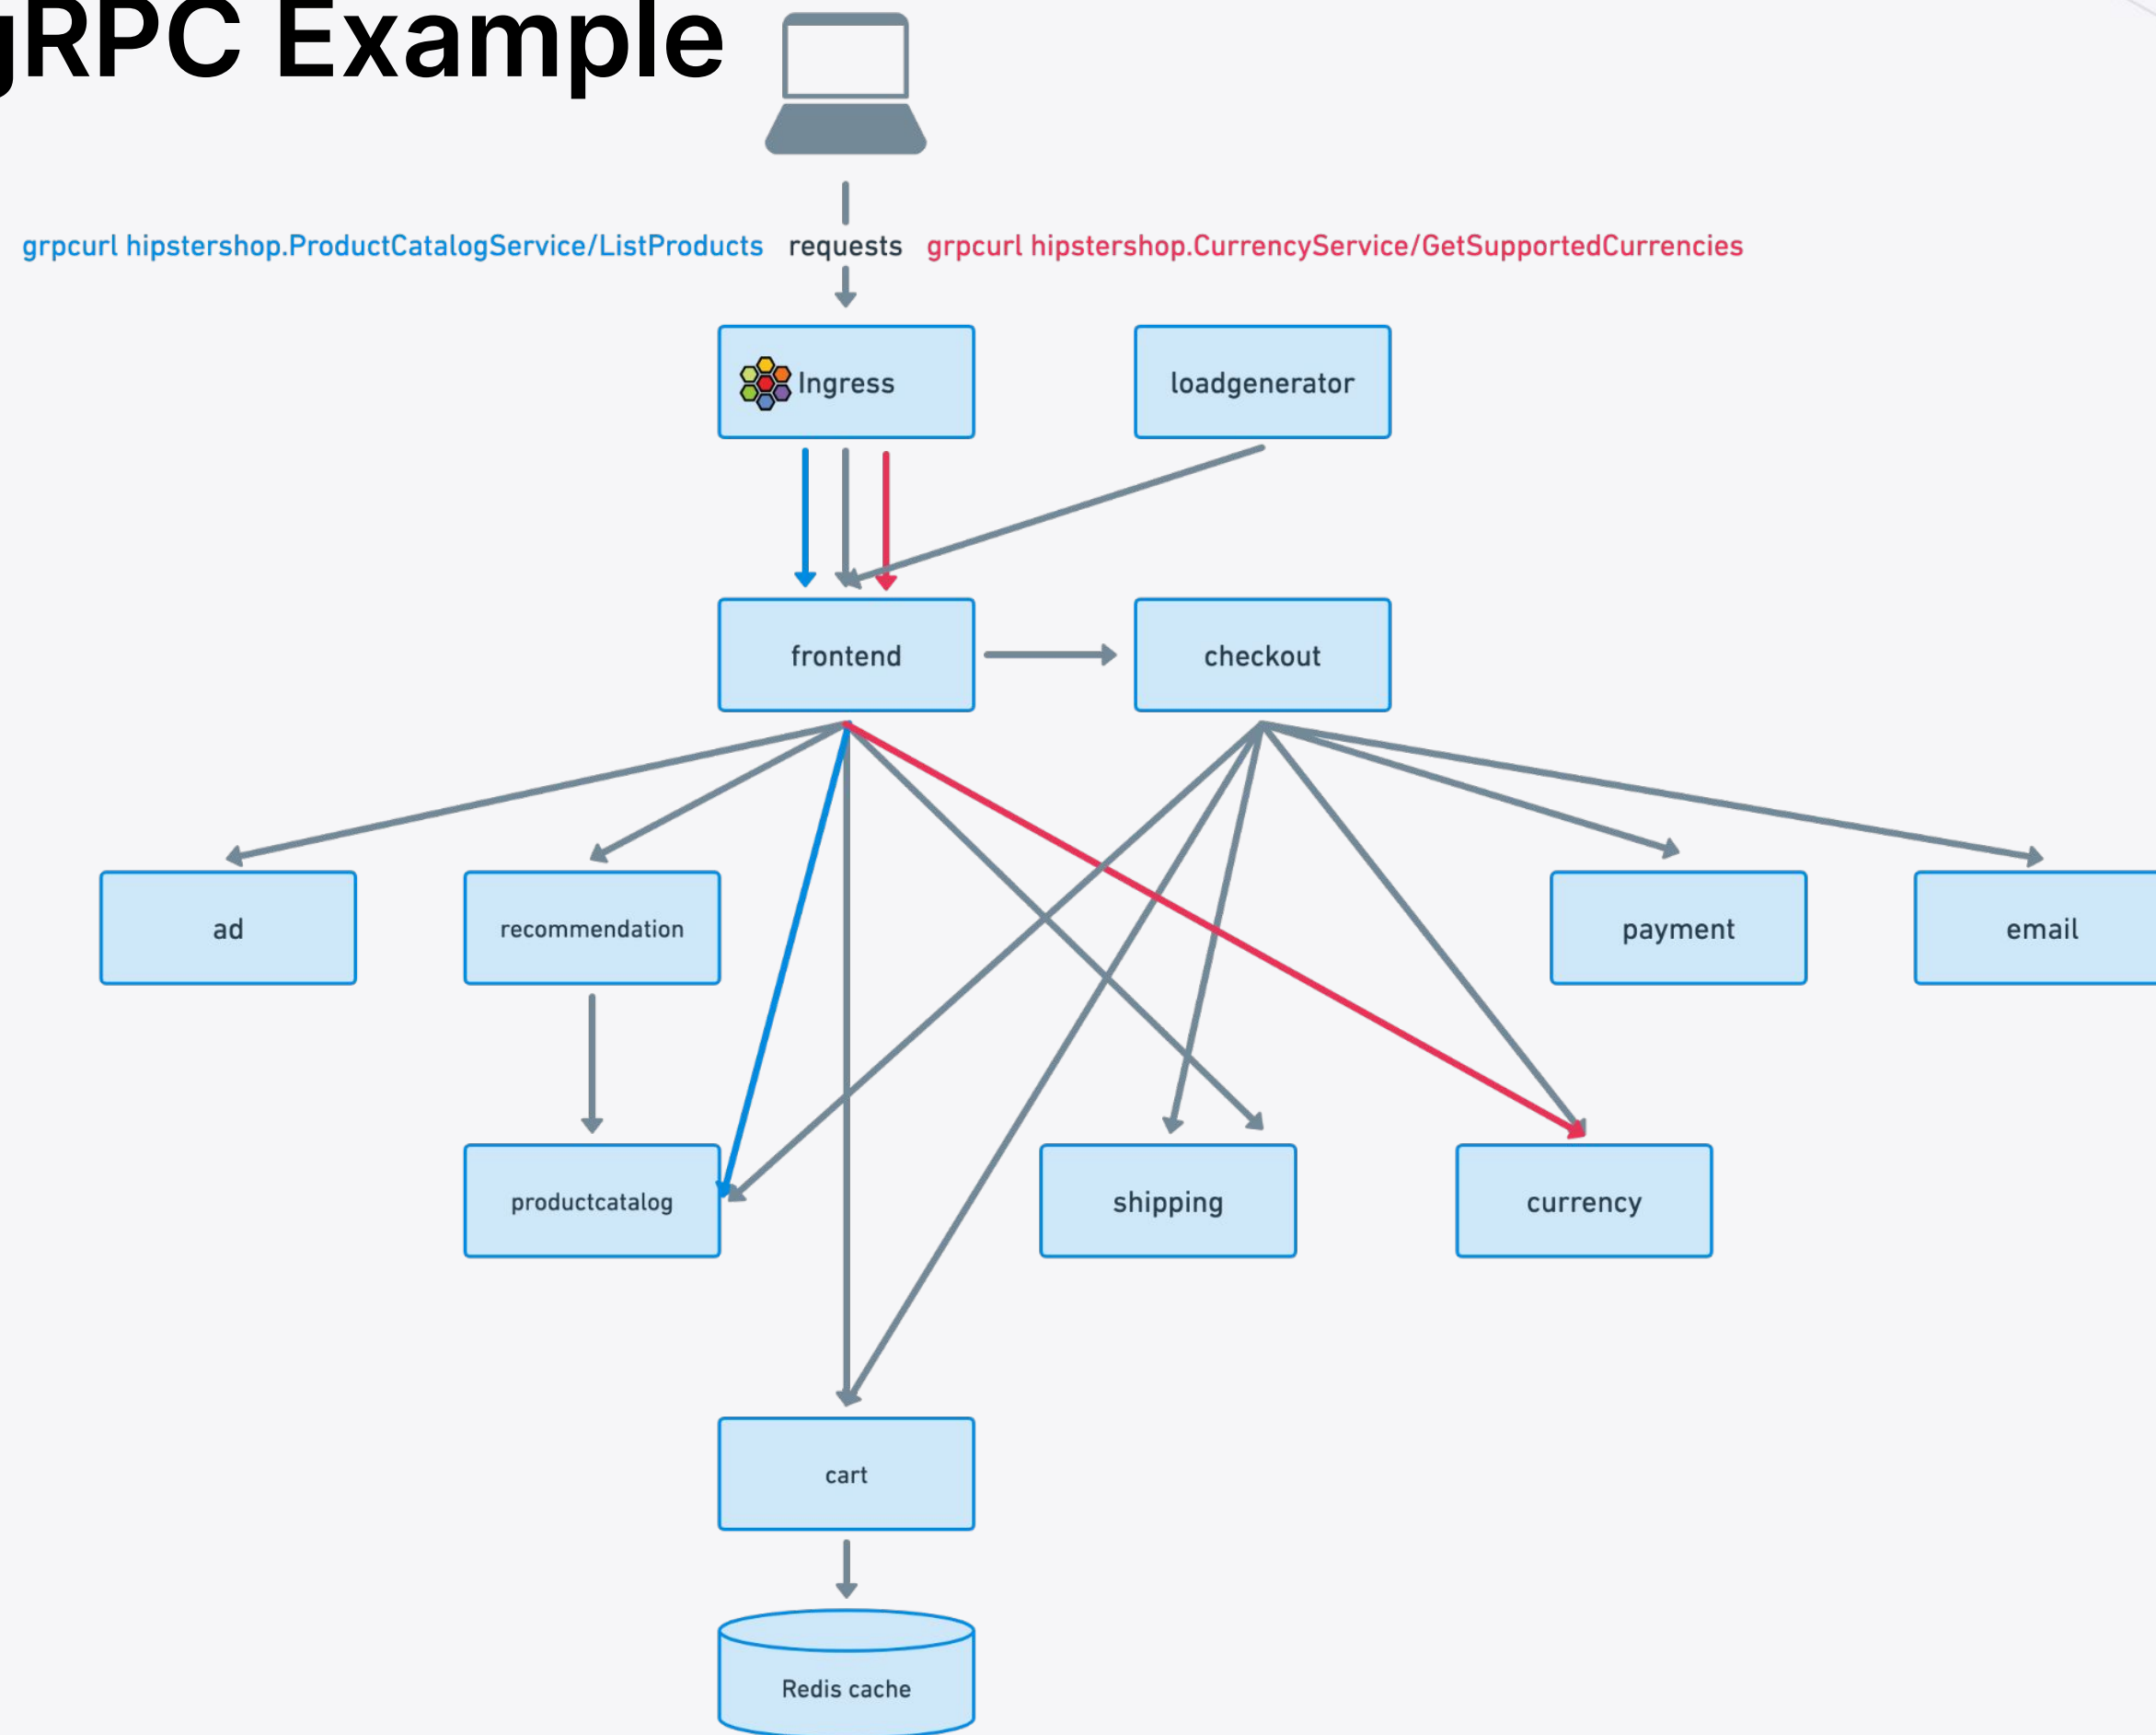 gRPC Example
grpcurl hipstershop.ProductCatalogService/ListProducts requests grpcurl hipstershop.CurrencyService/GetSupportedCurrencies
Ingress loadgenerator
frontend checkout
ad recommendation payment email
productcatalog shipping currency
cart
Redis cache